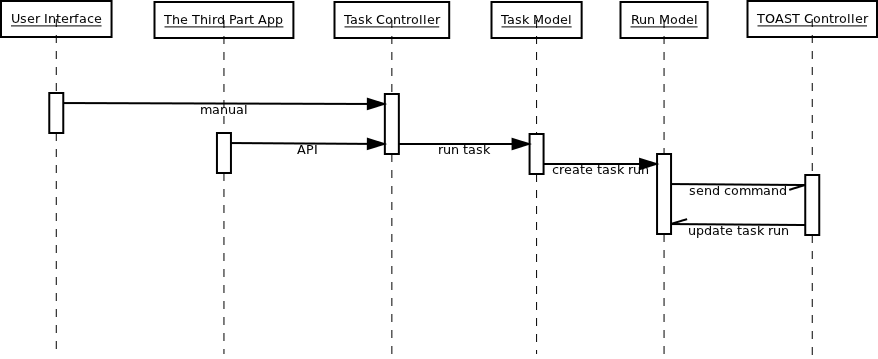 User Interface
The Third Part App
Task Controller
Task Model
Run Model
TOAST Controller
manual
API
run task
create task run
send command
update task run